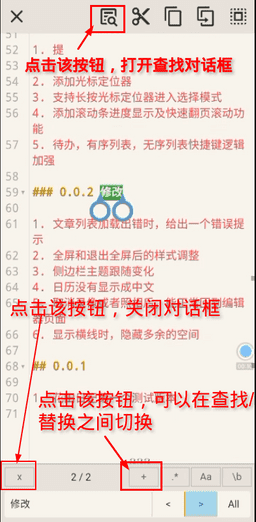 51
52 1. 提
53
点击该按钮，打开查找对话框
54 2. 添加光标定位器
55 3. 支持长按光标定位器进入选择模式
56 4. 添加滚动条进度显示及快速翻页滚动功
能
57 5. 待办，有序列表，无序列表快捷键逻辑
加强
58
59 ### 0.0.2 修改
60
61 1. 文章列表加载出错时，给出一个错误提
示
62 2. 全屏和退出全屏后的样式调整
63 3. 侧边栏主题跟随变化
64 4. 日历没有显示成中文
点击该按钮，关闭对话框
器页面
66 6. 显示横线时，隐藏多余的空间
67
68 ## 0.0.1
69
点击该按钮，可以在查找/
替换之间切换
71
x 2 / 2 + .* Aa \b
修改 < > All